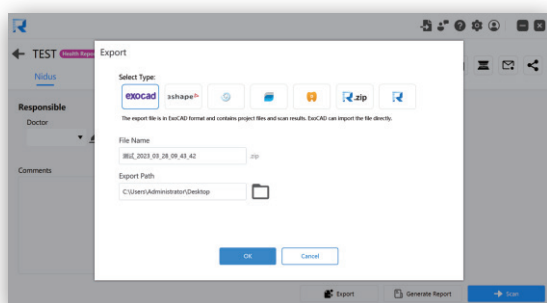 TEST Health Repo
Export
Nidus
Select Type:
exocad 3shape .zip
The export file is in ExoCAD format and contains project files and scan results. ExoCAD can import the file directly.
Responsible
Doctor
File Name
_2023_03_28_09_43_42 .zip
Comments
Export Path
C:\Users\Administrator\Desktop
OK Cancel
Export Generate Report Scan